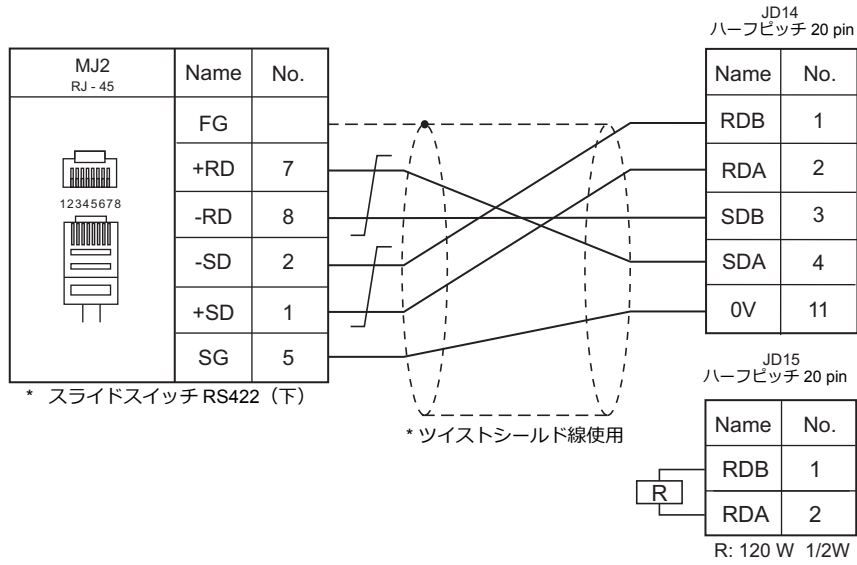 MJ2
RJ - 45
Name No.
FG
+RD 7
-RD 8
-SD 2
+SD 1
SG 5
12345678
* スライドスイッチ RS422（下）
* ツイストシールド線使用
JD14
ハーフピッチ 20 pin
Name No.
RDB 1
RDA 2
SDB 3
SDA 4
0V 11
JD15
ハーフピッチ 20 pin
Name No.
RDB 1
RDA 2
R
R: 120 W 1/2W